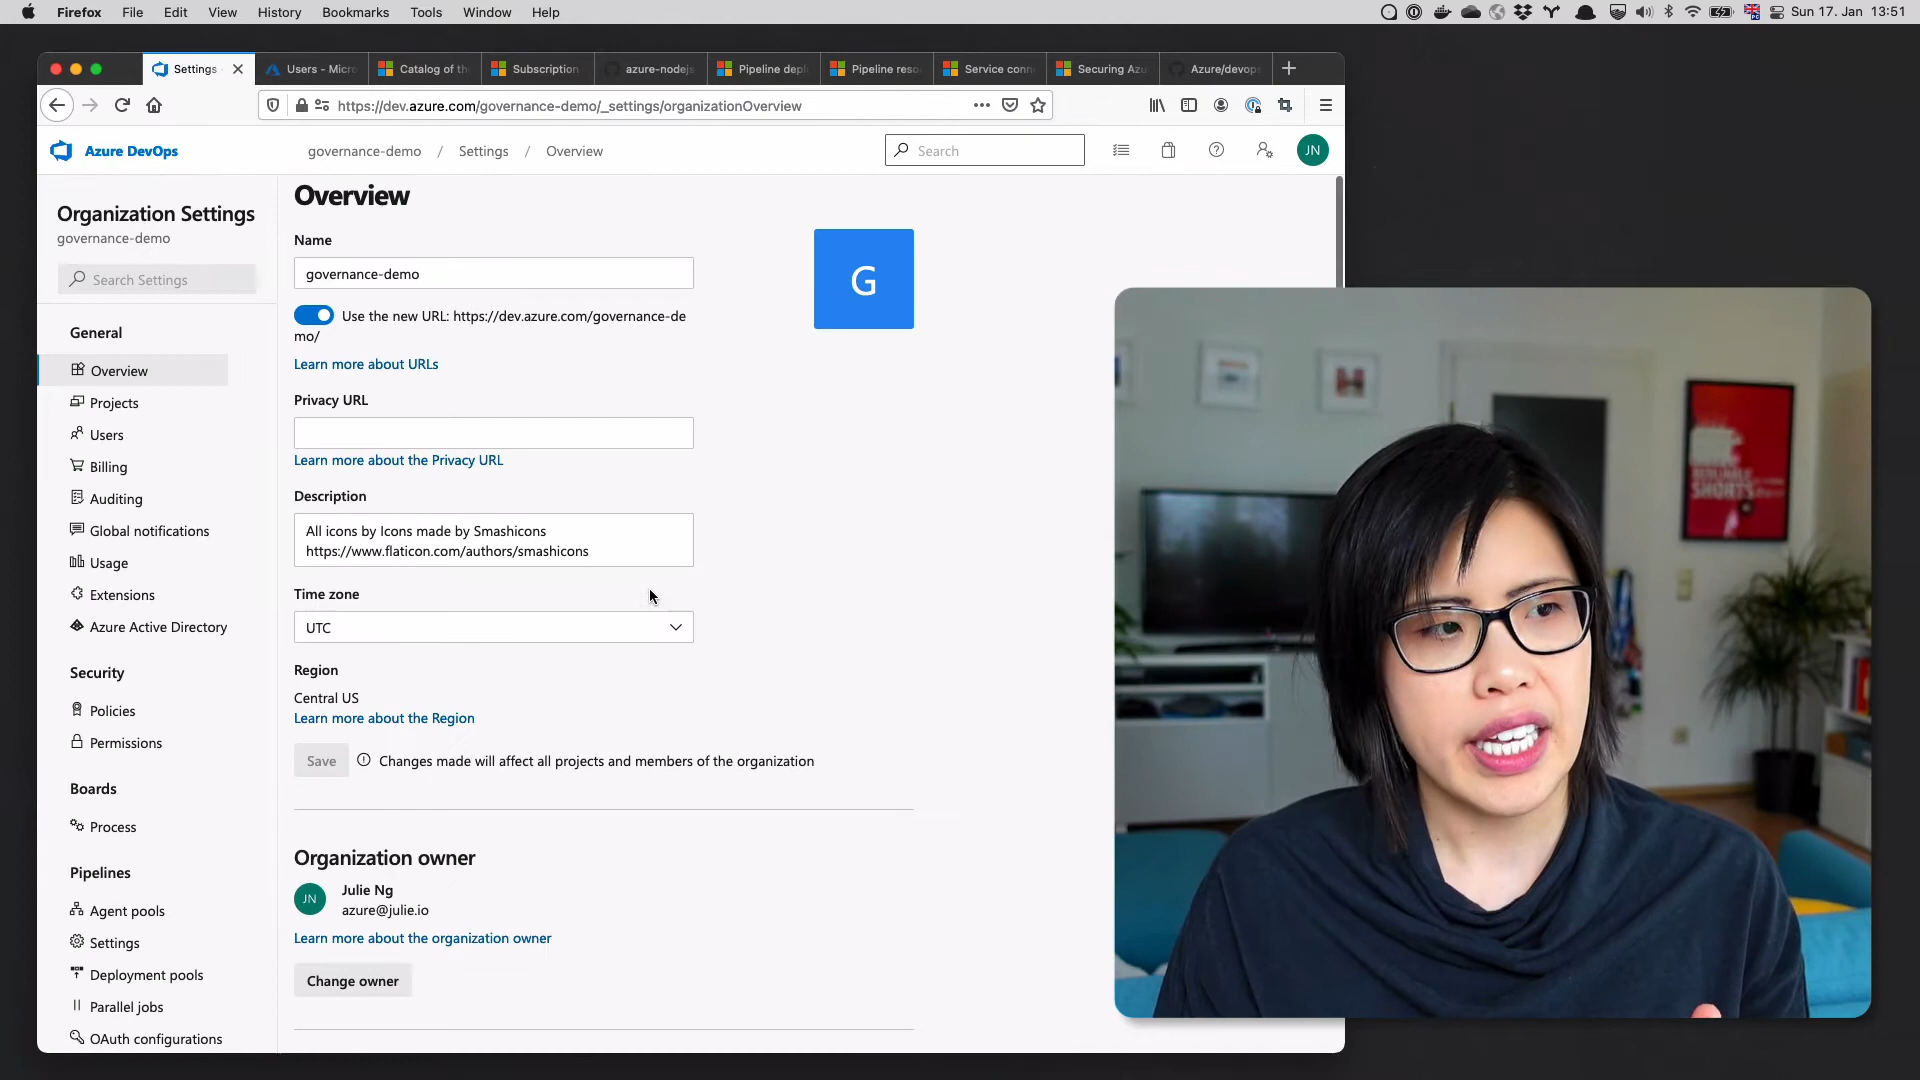 Firefox File Edit View History Bookmarks Tools Window Help
Sun 17. Jan 13:51
Settings
Users - Micro
Catalog of the
Subscription
azure-nodejs
Pipeline depl
Pipeline reso
Service conn
Securing Azu
Azure/devops
https://dev.azure.com/governance-demo/_settings/organizationOverview
Azure DevOps
governance-demo / Settings / Overview
Search
JN
Organization Settings
governance-demo
Search Settings
General
Overview
Projects
Users
Billing
Auditing
Global notifications
Usage
Extensions
Azure Active Directory
Security
Policies
Permissions
Boards
Process
Pipelines
Agent pools
Settings
Deployment pools
Parallel jobs
OAuth configurations
Overview
Name
governance-demo
G
Use the new URL: https://dev.azure.com/governance-de
mo/
Learn more about URLs
Privacy URL
Learn more about the Privacy URL
Description
All icons by Icons made by Smashicons
https://www.flaticon.com/authors/smashicons
Time zone
UTC
Region
Central US
Learn more about the Region
Save
Changes made will affect all projects and members of the organization
Organization owner
JN
Julie Ng
azure@julie.io
Learn more about the organization owner
Change owner
SHORTS